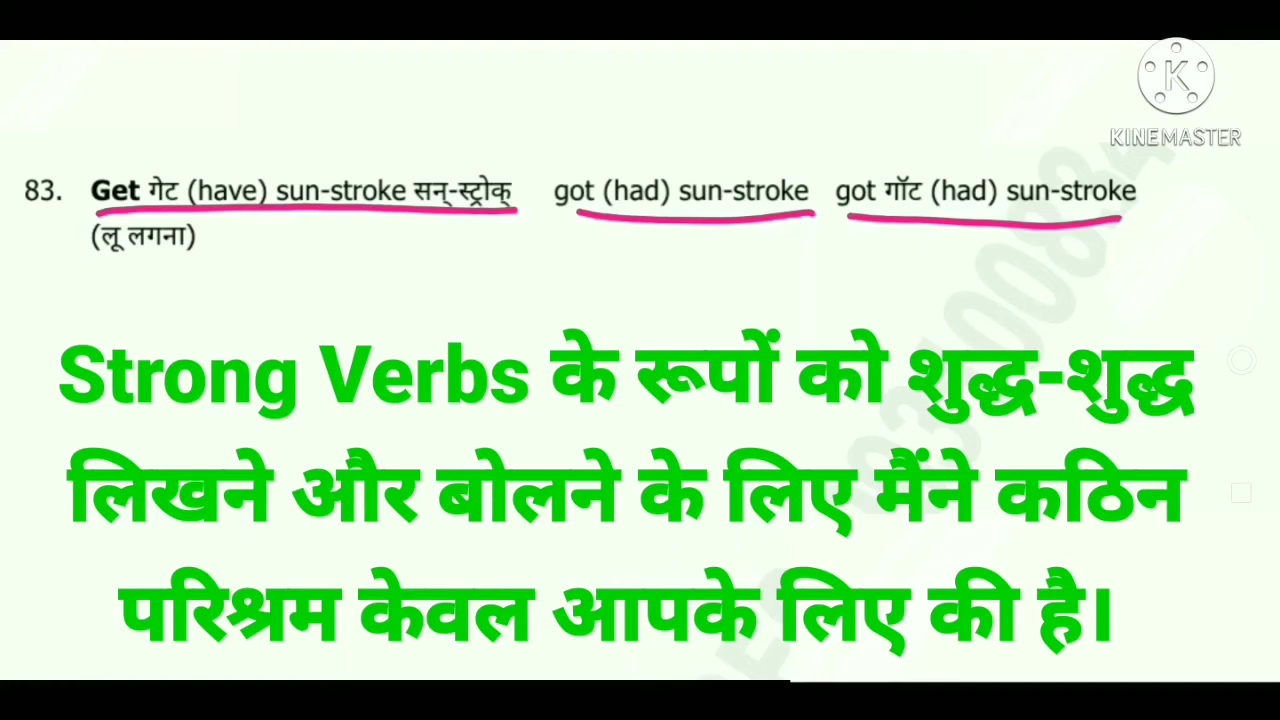 KINEMASTER
83. Get गेट (have) sun-stroke सन्-स्ट्रोक् got (had) sun-stroke got गॉट (had) sun-stroke
(लू लगना)
Strong Verbs के रूपों को शुद्ध-शुद्ध
लिखने और बोलने के लिए मैंने कठिन
परिश्रम केवल आपके लिए की है।